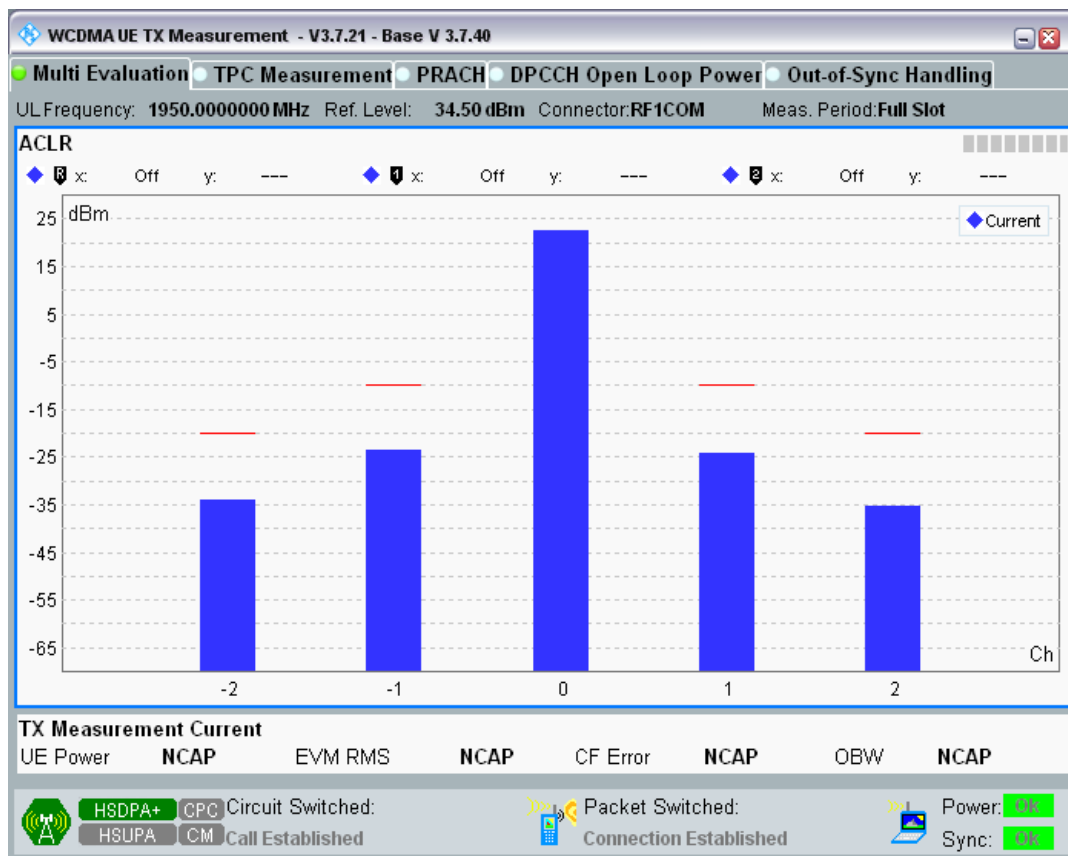 WCDMA UE TX Measurement - V3.7.21 - Base V 3.7.40
Multi Evaluation TPC Measurement PRACH DPCCH Open Loop Power Out-of-Sync Handling
UL Frequency: 1950.0000000 MHz Ref. Level: 34.50 dBm Connector:RF1COM Meas. Period:Full Slot
ACLR
R x: Off y: --- 1 x: Off y: --- 2 x: Off y: ---
25 dBm Current
15
5
-5
-15
-25
-35
-45
-55
-65 Ch
-2 -1 0 1 2
TX Measurement Current
UE Power NCAP EVM RMS NCAP CF Error NCAP OBW NCAP
HSDPA+ CPC Circuit Switched: Packet Switched: Power: OK
HSUPA CM Call Established Connection Established Sync: OK